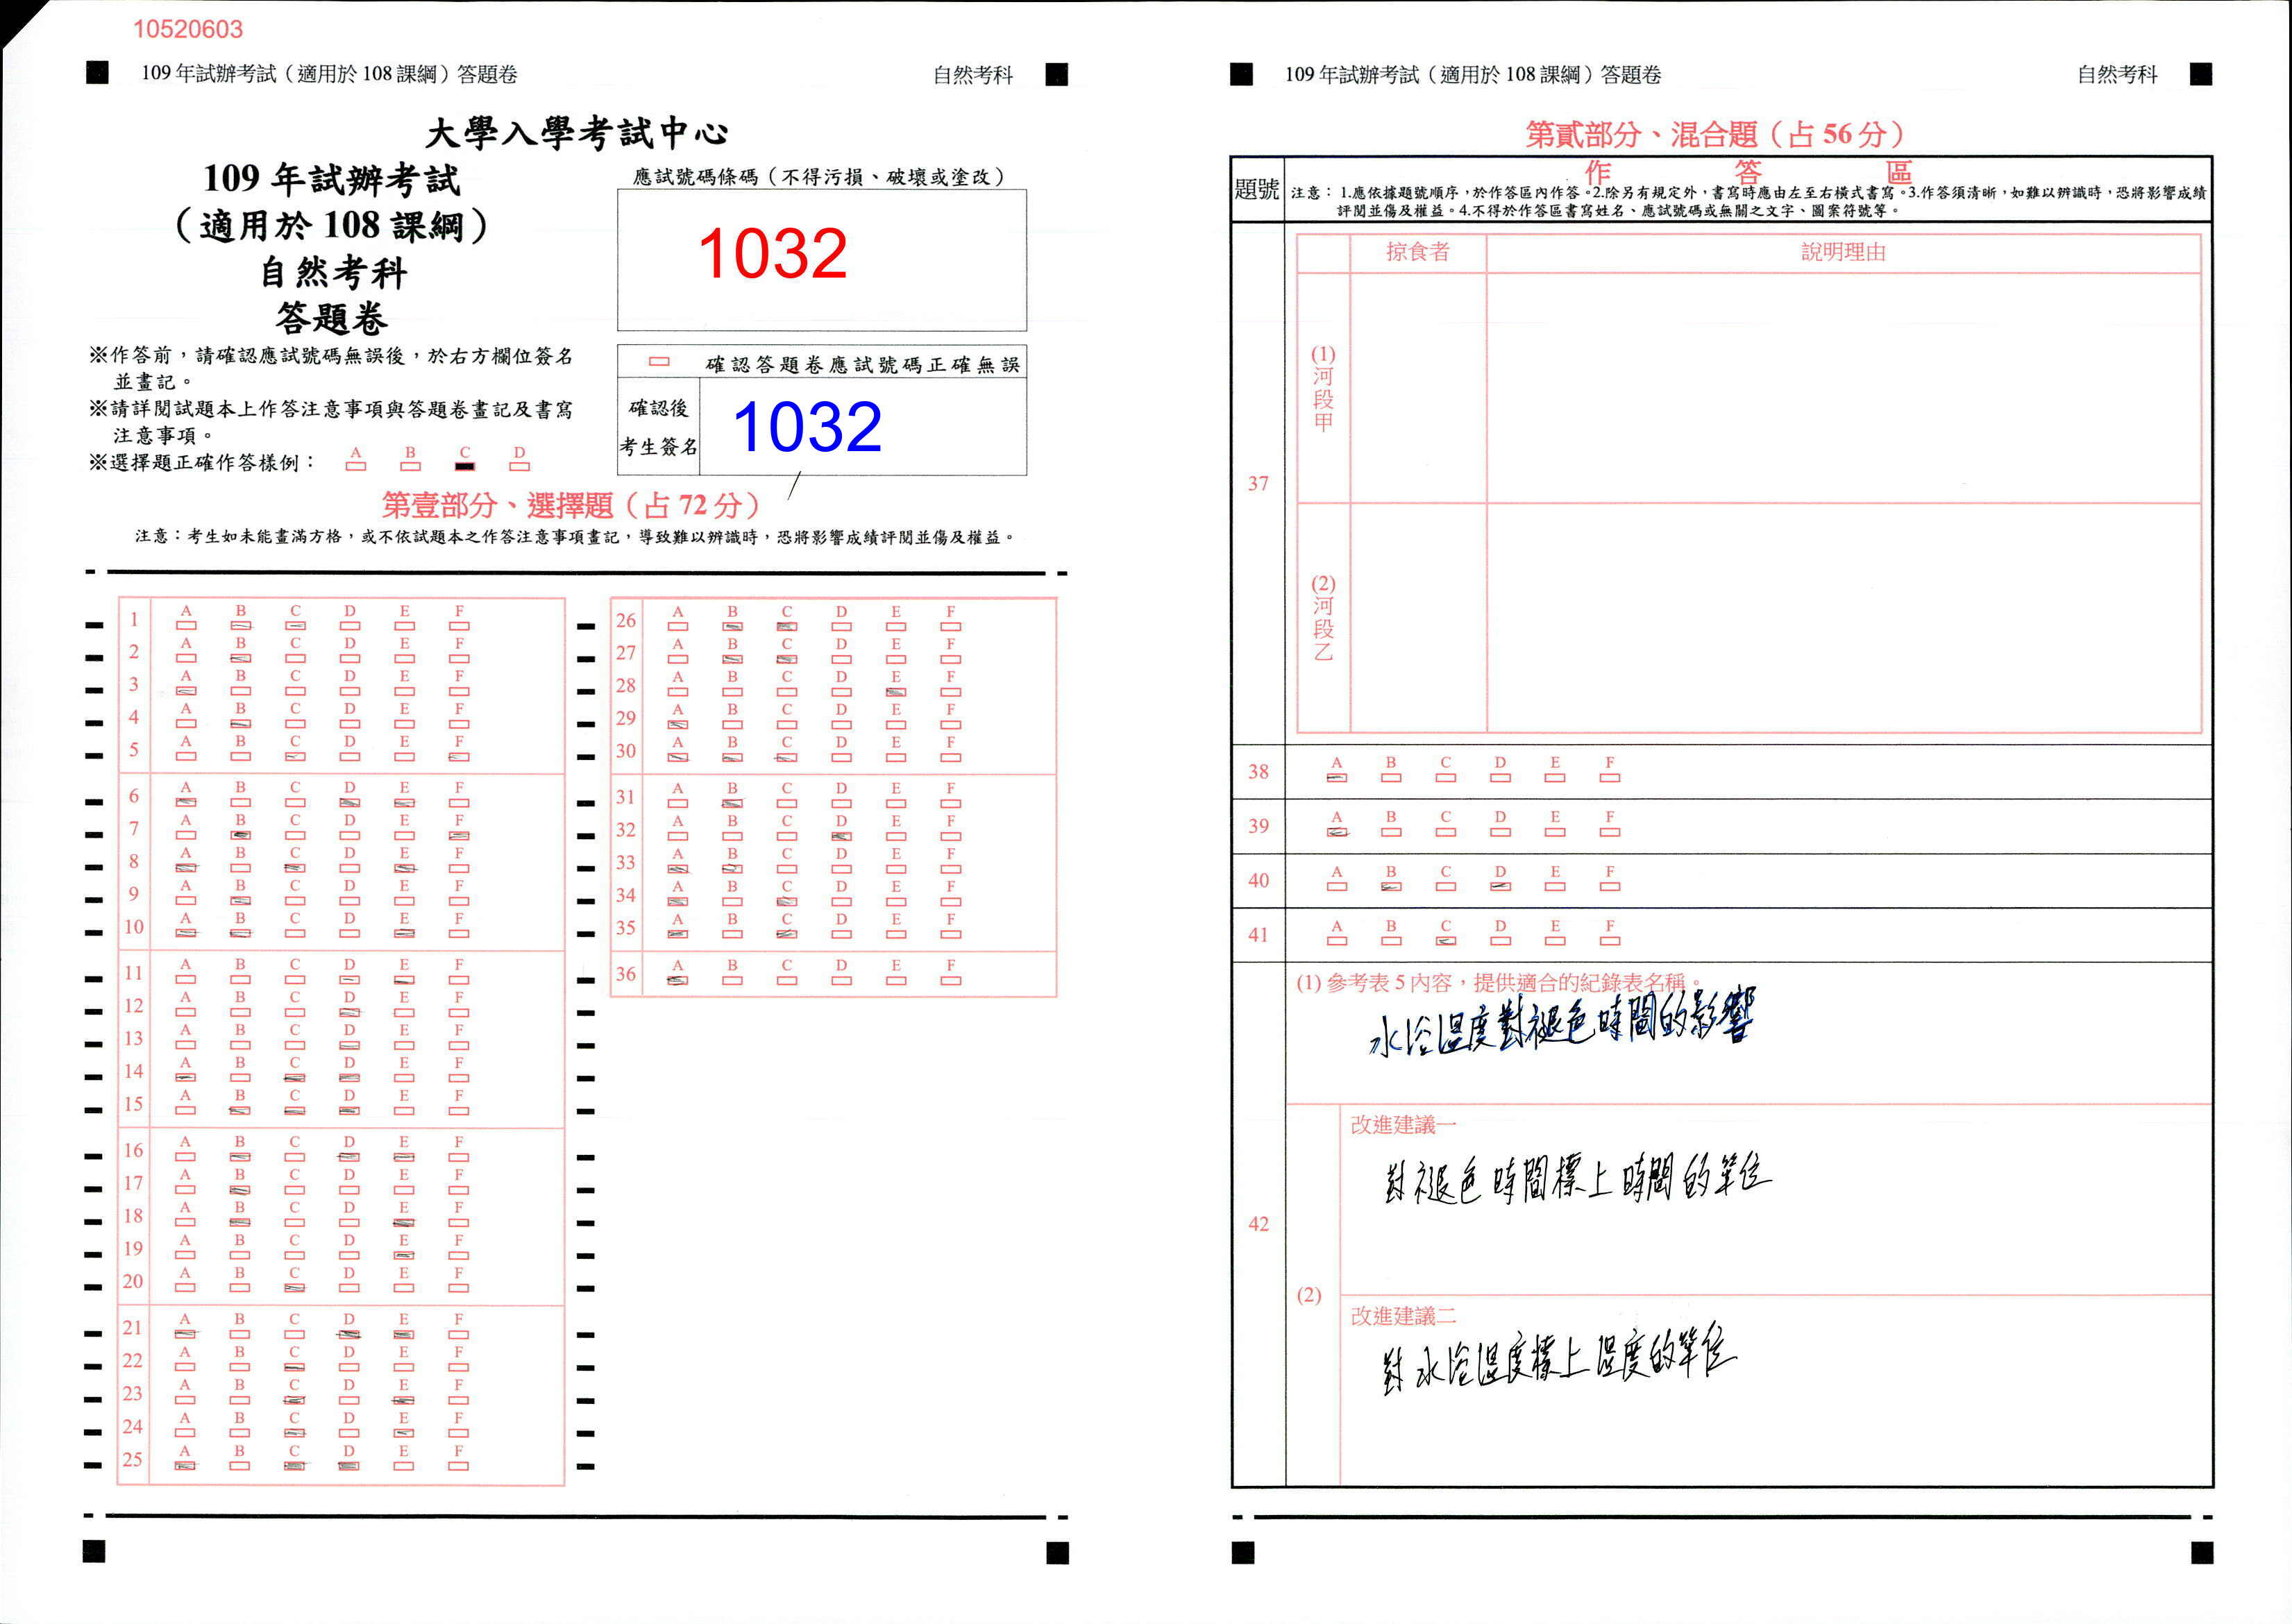 10520603
109 年試辦考試（適用於 108 課綱）答題卷 自然考科
大學入學考試中心
109 年試辦考試
（適用於 108 課綱）
自然考科
答題卷
應試號碼條碼（不得污損、破壞或塗改）
1032
※作答前，請確認應試號碼無誤後，於右方欄位簽名
並畫記。
※請詳閱試題本上作答注意事項與答題卷畫記及書寫
注意事項。
※選擇題正確作答樣例： A B C D
確認答題卷應試號碼正確無誤
確認後
考生簽名
1032
第壹部分、選擇題（占 72 分）
注意：考生如未能畫滿方格，或不依試題本之作答注意事項畫記，導致難以辨識時，恐將影響成績評閱並傷及權益。
1 A B C D E F
2 A B C D E F
3 A B C D E F
4 A B C D E F
5 A B C D E F
6 A B C D E F
7 A B C D E F
8 A B C D E F
9 A B C D E F
10 A B C D E F
11 A B C D E F
12 A B C D E F
13 A B C D E F
14 A B C D E F
15 A B C D E F
16 A B C D E F
17 A B C D E F
18 A B C D E F
19 A B C D E F
20 A B C D E F
21 A B C D E F
22 A B C D E F
23 A B C D E F
24 A B C D E F
25 A B C D E F
26 A B C D E F
27 A B C D E F
28 A B C D E F
29 A B C D E F
30 A B C D E F
31 A B C D E F
32 A B C D E F
33 A B C D E F
34 A B C D E F
35 A B C D E F
36 A B C D E F
109 年試辦考試（適用於 108 課綱）答題卷 自然考科
第貳部分、混合題（占 56 分）
題號
作 答 區
注意：1.應依據題號順序，於作答區內作答。2.除另有規定外，書寫時應由左至右橫式書寫。3.作答須清晰，如難以辨識時，恐將影響成績
評閱並傷及權益。4.不得於作答區書寫姓名、應試號碼或無關之文字、圖案符號等。
掠食者 說明理由
37
(1)河段甲
(2)河段乙
38 A B C D E F
39 A B C D E F
40 A B C D E F
41 A B C D E F
42
(1) 參考表 5 內容，提供適合的紀錄表名稱。
水浴溫度對褪色時間的影響
(2)
改進建議一
對褪色時間標上時間的單位
改進建議二
對水浴溫度標上溫度的單位